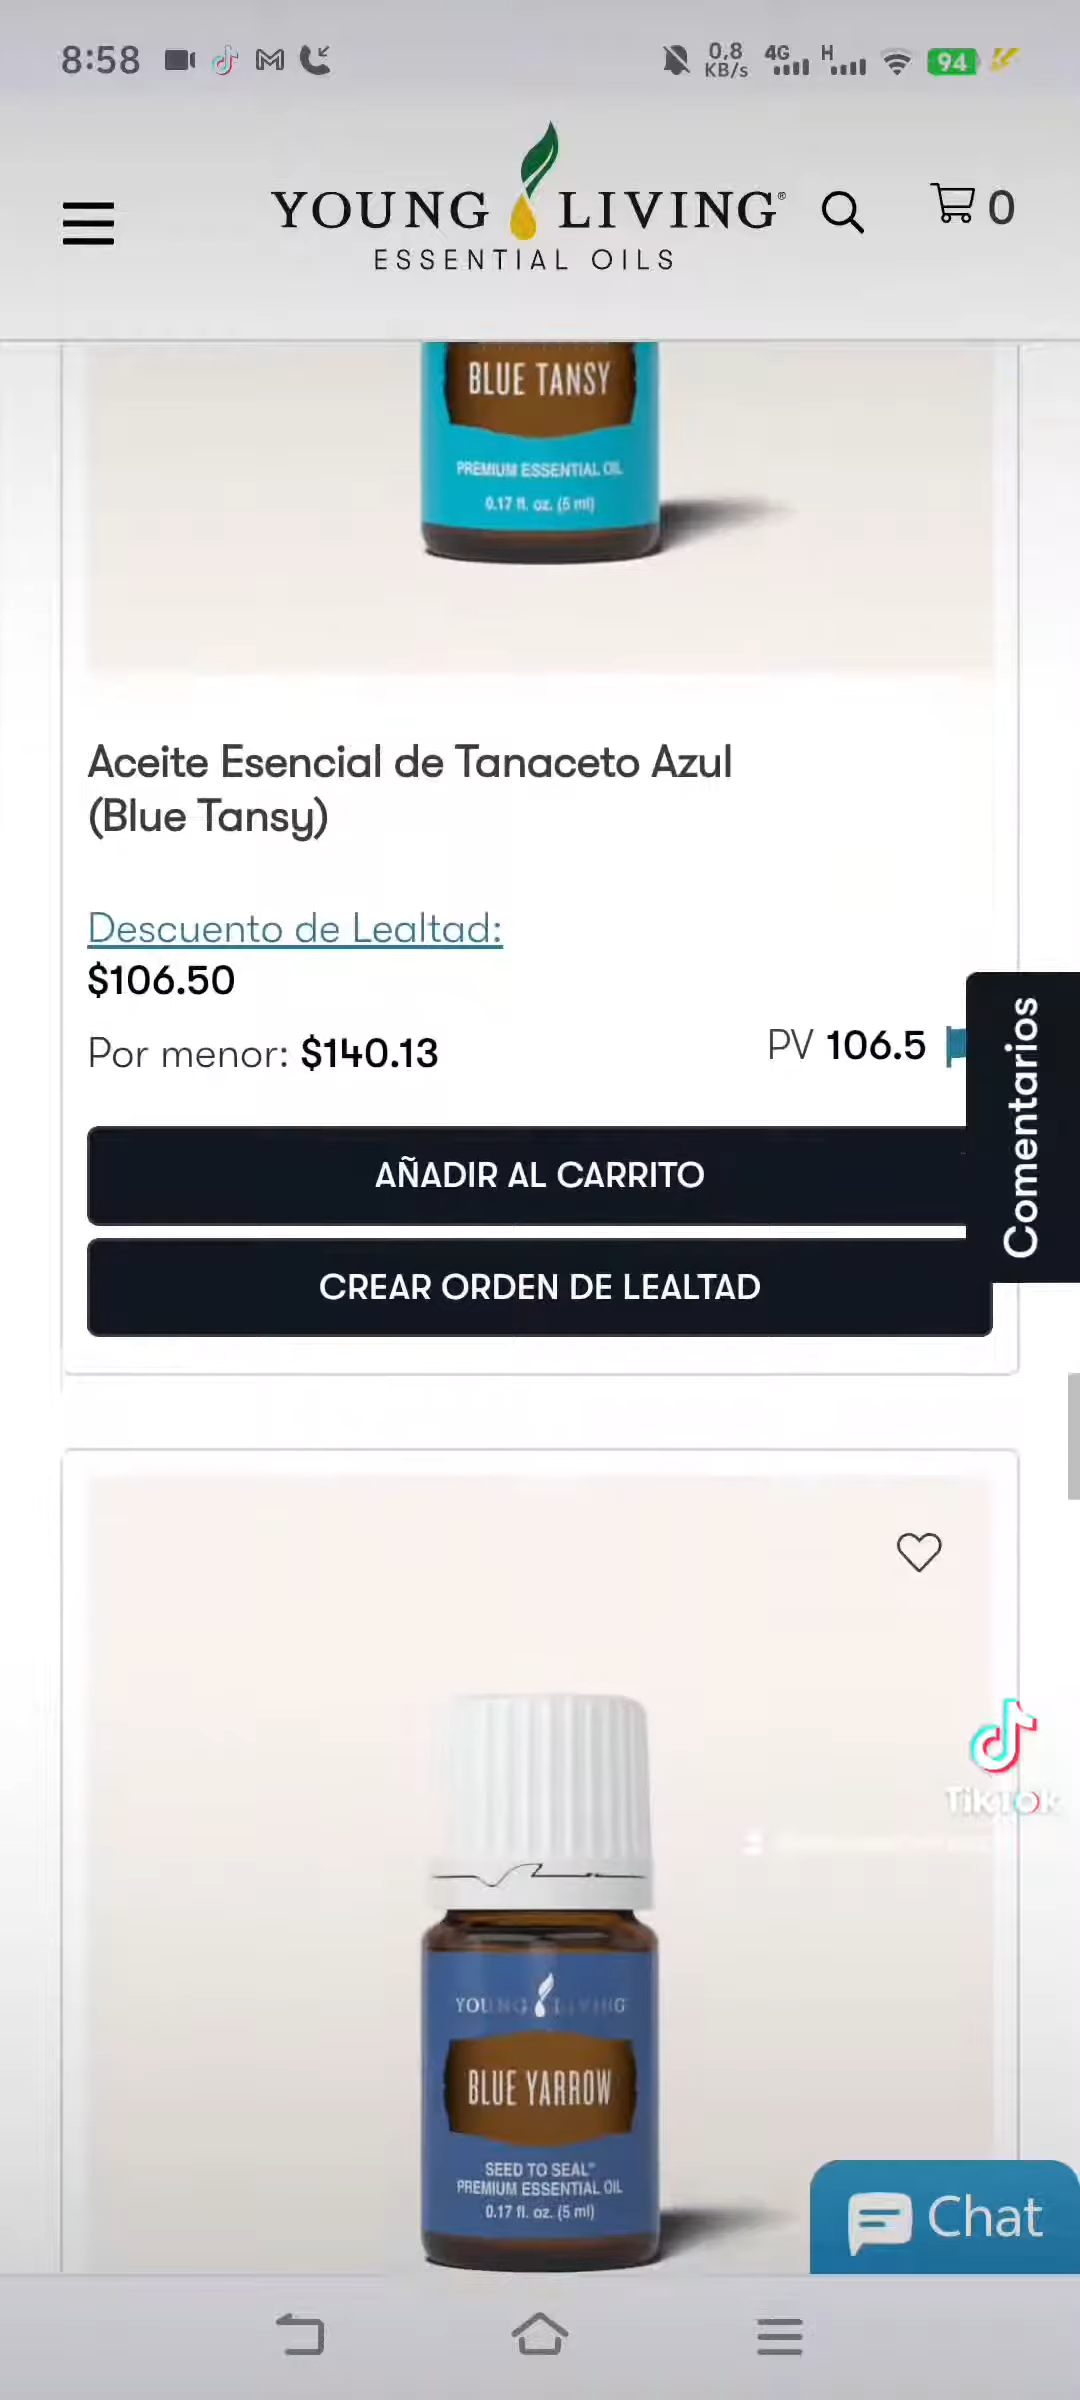 8:58
0,8
KB/s
4G
H
94
YOUNG LIVING®
ESSENTIAL OILS
0
BLUE TANSY
PREMIUM ESSENTIAL OIL
0.17 fl. oz. (5 ml)
Aceite Esencial de Tanaceto Azul
(Blue Tansy)
Descuento de Lealtad:
$106.50
Por menor: $140.13
PV 106.5
Comentarios
AÑADIR AL CARRITO
CREAR ORDEN DE LEALTAD
TikTok
YOUNG LIVING
BLUE YARROW
SEED TO SEAL™
PREMIUM ESSENTIAL OIL
0.17 fl. oz. (5 ml)
Chat